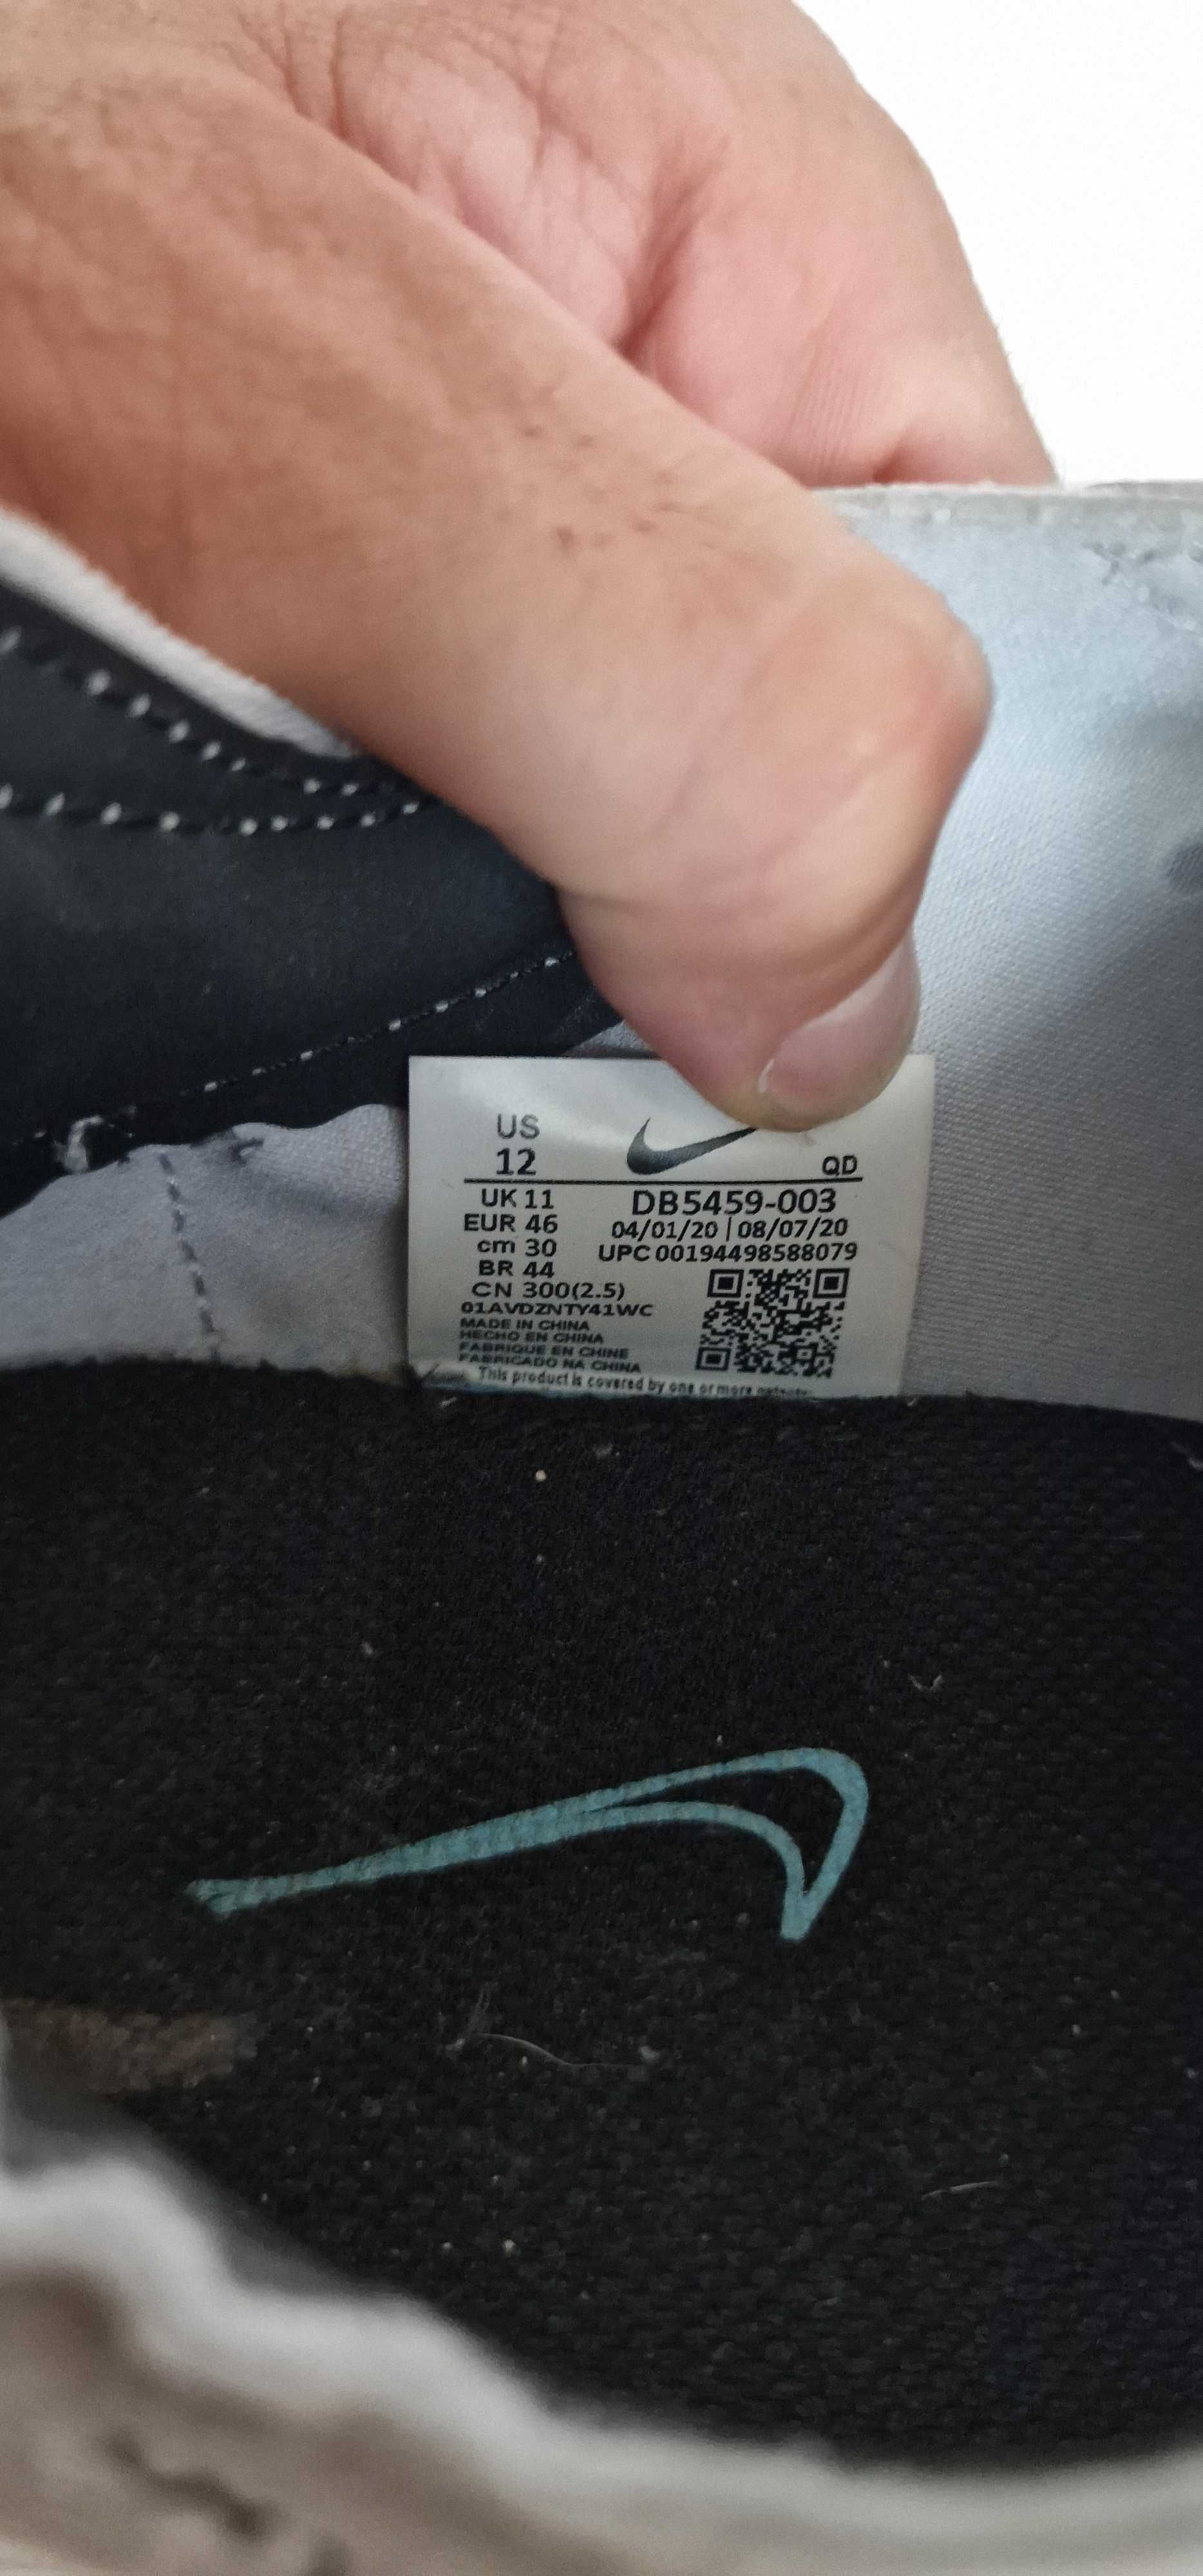 US
12
QD
UK 11
EUR 46
cm 30
BR 44
CN 300(2.5)
DB5459-003
04/01/20 | 08/07/20
UPC 00194498588079
01AVDZNTY41WC
MADE IN CHINA
HECHO EN CHINA
FABRIQUE EN CHINE
FABRICADO NA CHINA
This product is covered by one or more